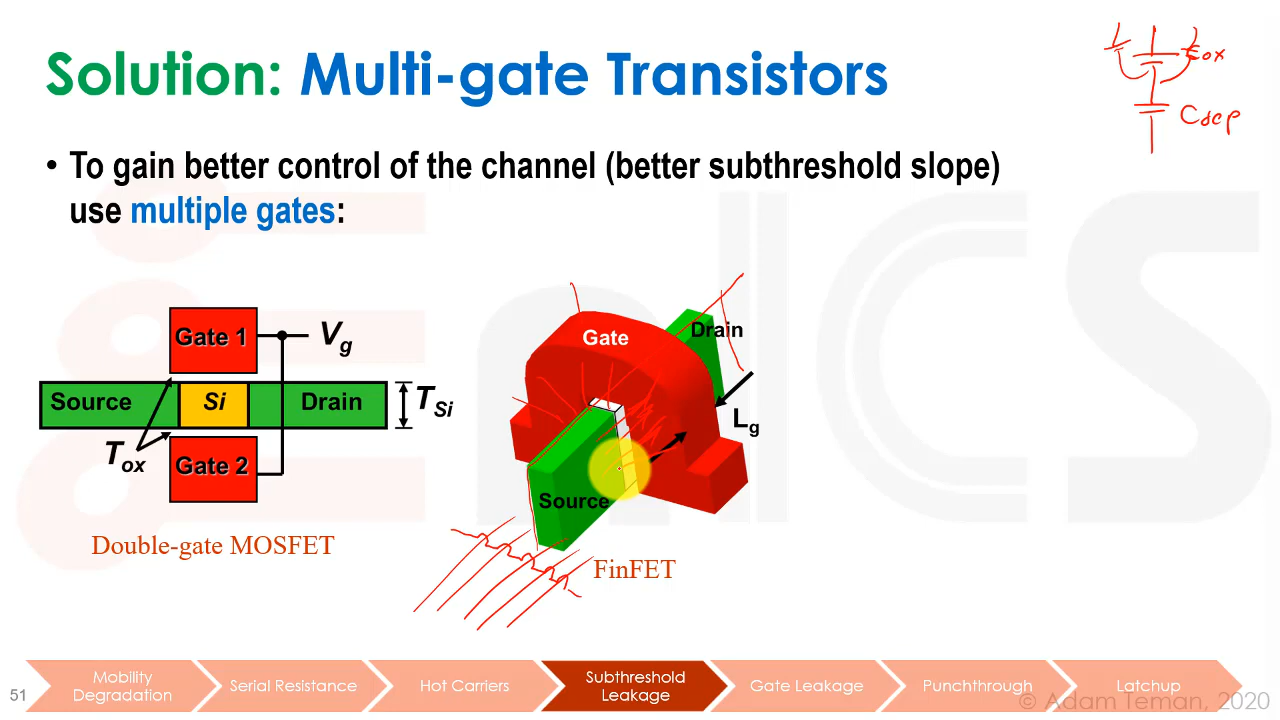 Solution: Multi-gate Transistors
Cox
Cdep
• To gain better control of the channel (better subthreshold slope)
use multiple gates:
Gate 1
Vg
Source
Si
Drain
TSi
Tox
Gate 2
Double-gate MOSFET
Gate
Drain
Lg
Source
FinFET
51
Mobility
Degradation
Serial Resistance
Hot Carriers
Subthreshold
Leakage
Gate Leakage
Punchthrough
Latchup
© Adam Teman, 2020